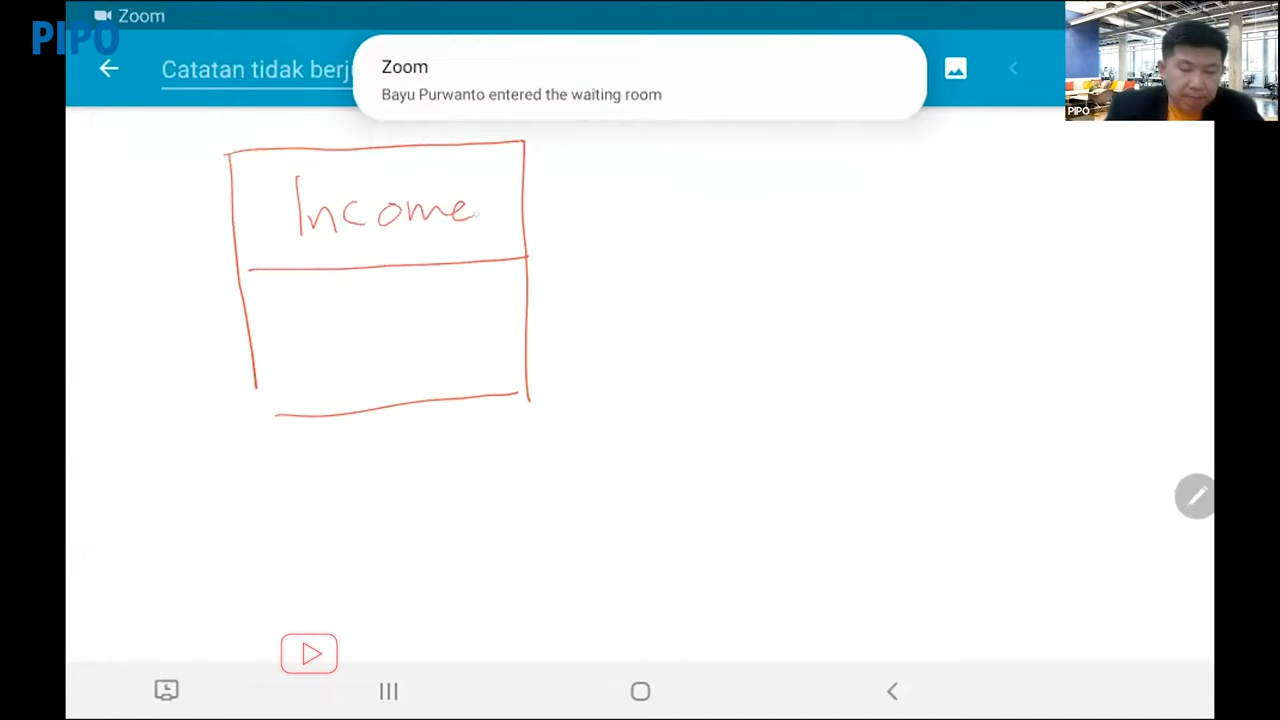 Zoom
PIPO
Catatan tidak berj
Zoom
Bayu Purwanto entered the waiting room
PIPO
Income